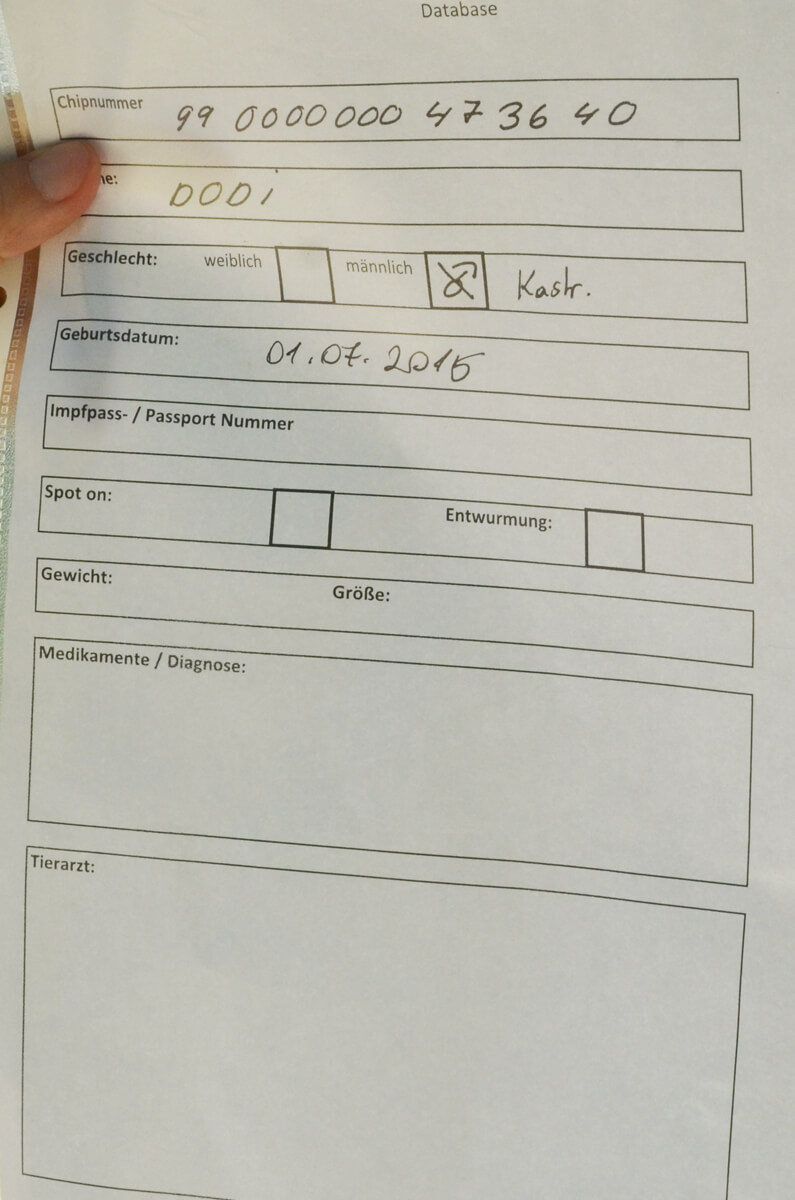 Database
Chipnummer 99 0000000 47 36 40
ne: DODi
Geschlecht: weiblich männlich Kastr.
Geburtsdatum: 01.07.2015
Impfpass- / Passport Nummer
Spot on: Entwurmung:
Gewicht: Größe:
Medikamente / Diagnose:
Tierarzt: